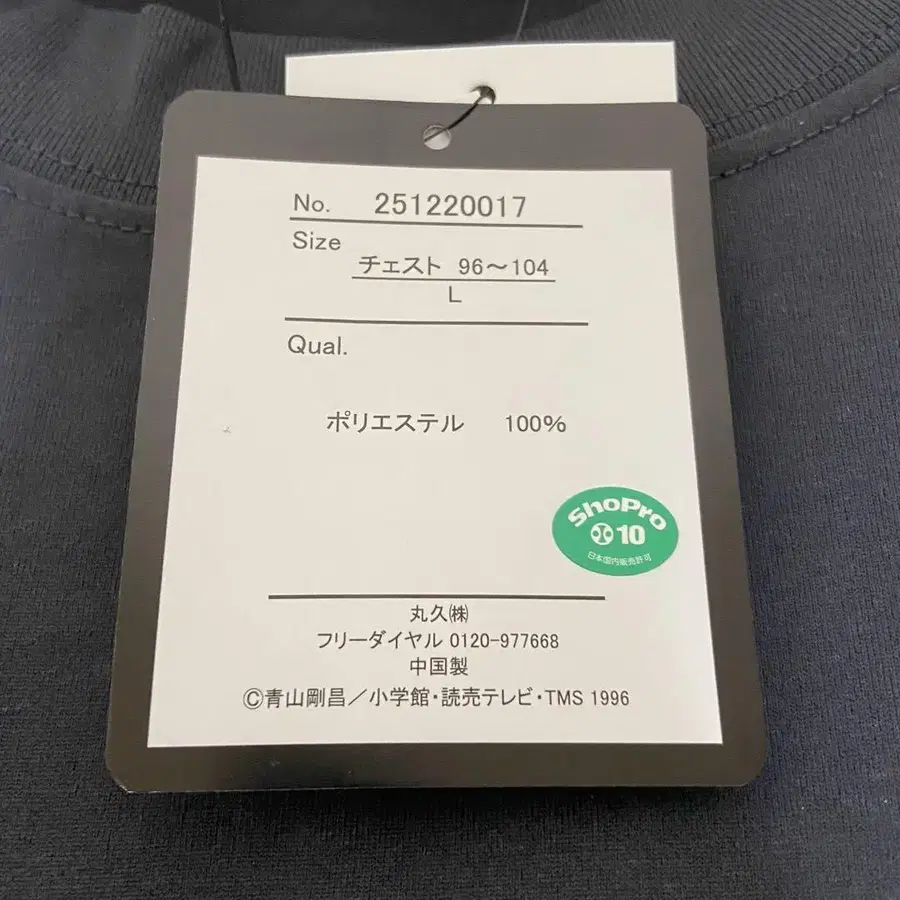 No. 251220017
Size
チェスト 96～104
L
Qual.
ポリエステル 100%
ShoPro
10
日本国内販売許可
丸久㈱
フリーダイヤル 0120-977668
中国製
©青山剛昌／小学館・読売テレビ・TMS 1996